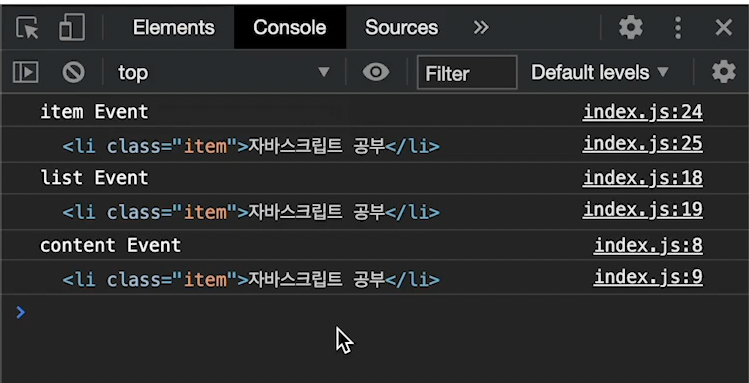 Elements Console Sources »
top ▼ Filter Default levels ▼
item Event index.js:24
<li class="item">자바스크립트 공부</li> index.js:25
list Event index.js:18
<li class="item">자바스크립트 공부</li> index.js:19
content Event index.js:8
<li class="item">자바스크립트 공부</li> index.js:9
>